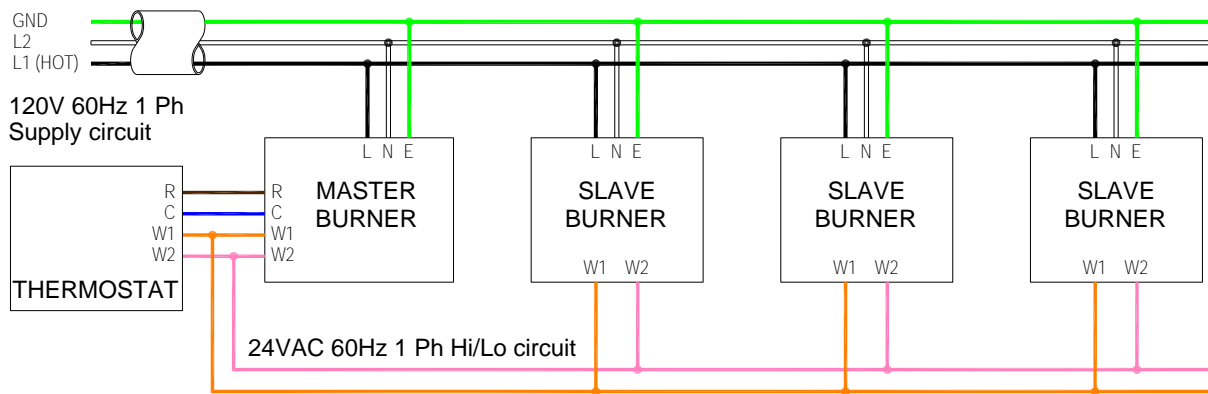 GND
L2
L1 (HOT)
120V 60Hz 1 Ph
Supply circuit
L N E
L N E
L N E
L N E
R
C
W1
W2
THERMOSTAT
R
C
W1
W2
MASTER
BURNER
SLAVE
BURNER
W1 W2
SLAVE
BURNER
W1 W2
SLAVE
BURNER
W1 W2
24VAC 60Hz 1 Ph Hi/Lo circuit